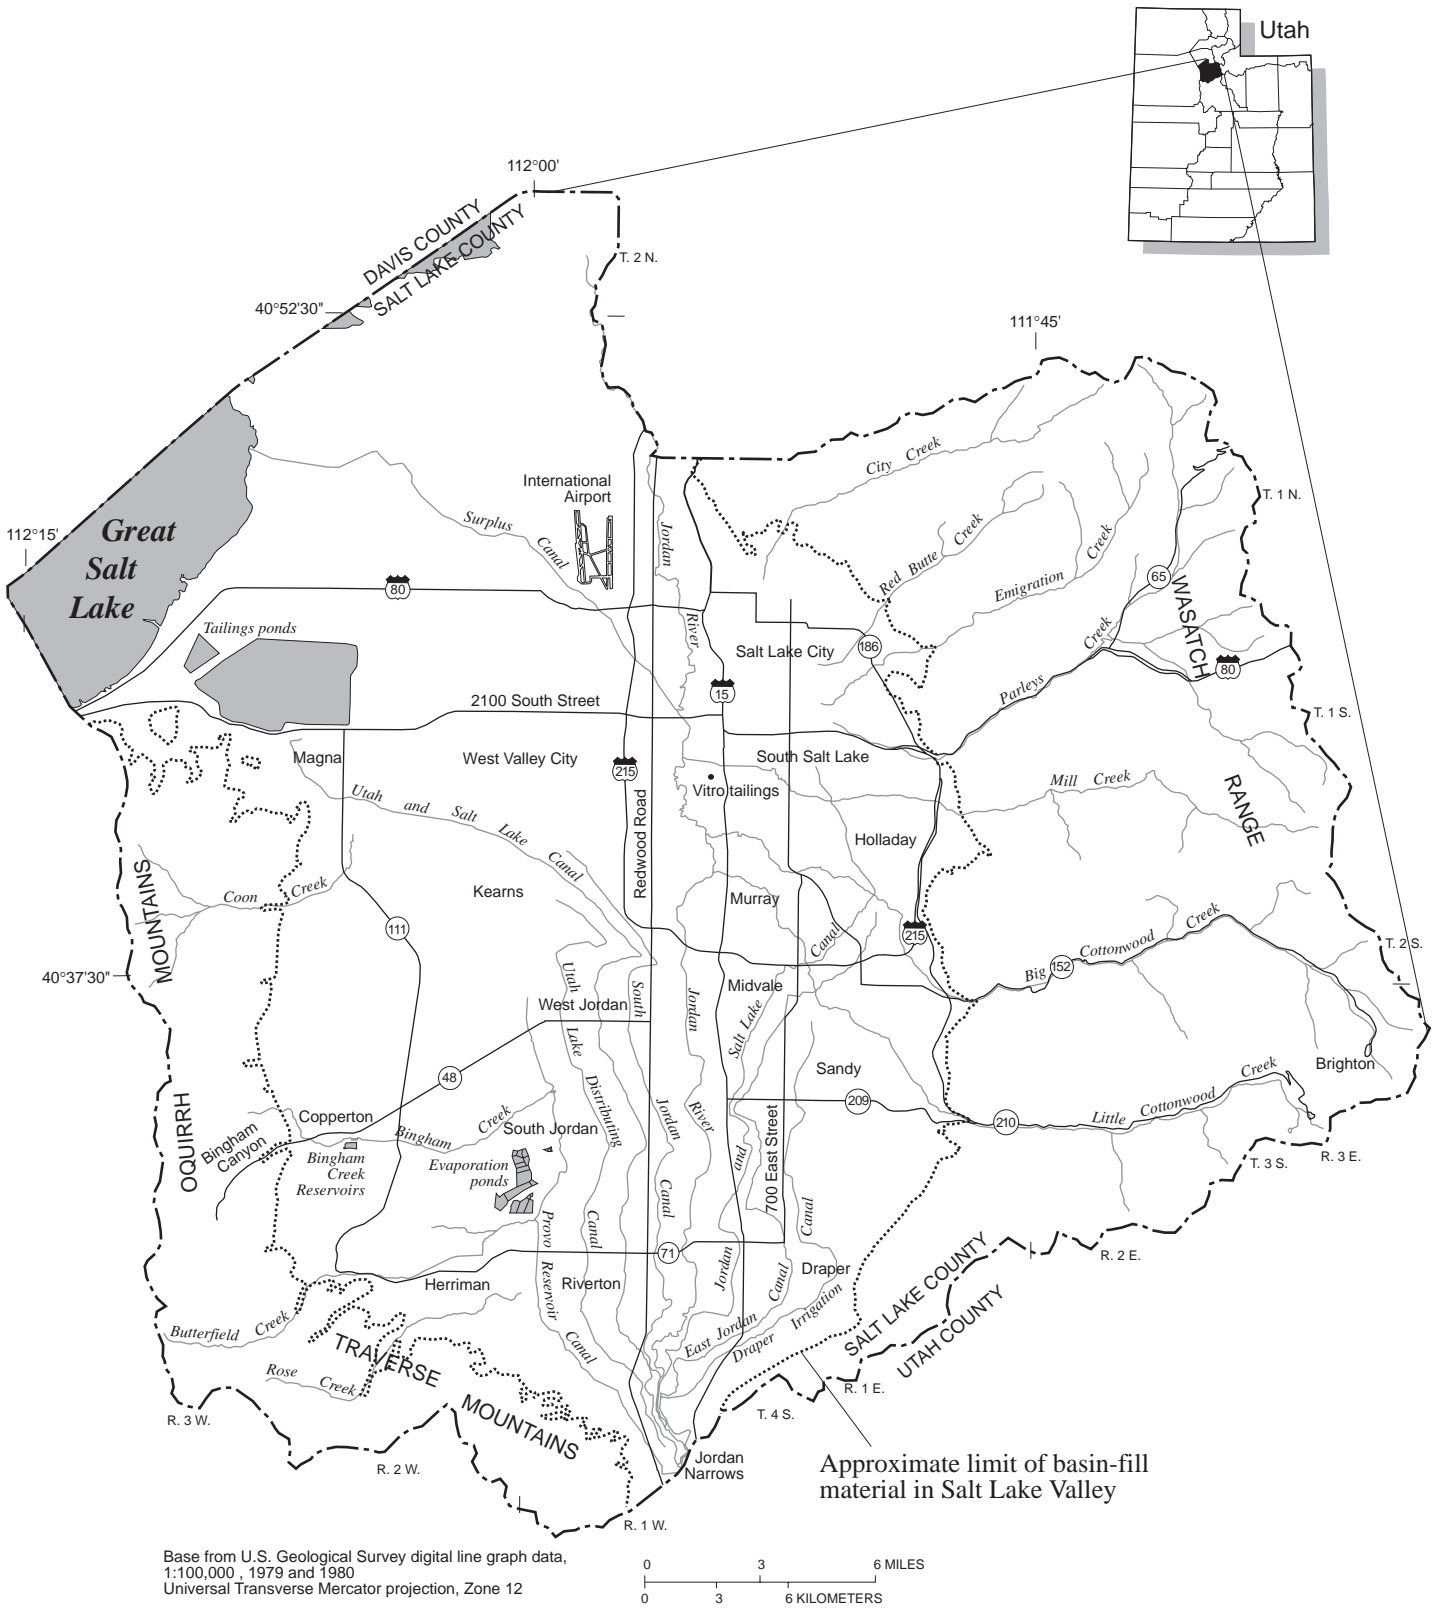 Utah
112°00'
DAVIS COUNTY
SALT LAKE COUNTY
T. 2 N.
40°52'30"
111°45'
City Creek
International
Airport
T. 1 N.
112°15'
Great
Salt
Lake
Surplus
Canal
Jordan
River
Red Butte Creek
Emigration Creek
65
WASATCH
RANGE
80
Tailings ponds
186
Salt Lake City
Parleys Creek
80
15
2100 South Street
T. 1 S.
Magna
West Valley City
215
South Salt Lake
Vitro tailings
Mill Creek
Utah and Salt Lake Canal
Redwood Road
Holladay
Kearns
Murray
Coon Creek
111
215
Canal
Big Cottonwood Creek
152
T. 2 S.
40°37'30"
OQUIRRH
MOUNTAINS
Utah
Lake
Distributing
Canal
South
Jordan
Canal
Jordan
River
Midvale
West Jordan
Salt Lake
and
Jordan
Canal
Sandy
Brighton
48
209
210
Little Cottonwood Creek
Copperton
Bingham
Canyon
Bingham Creek
South Jordan
700 East Street
Bingham
Creek
Reservoirs
Evaporation
ponds
T. 3 S.
R. 3 E.
Provo
Reservoir
Canal
71
R. 2 E.
Herriman
Riverton
Draper
East Jordan
Canal
Draper Irrigation
Canal
SALT LAKE COUNTY
UTAH COUNTY
Butterfield Creek
Rose Creek
TRAVERSE
MOUNTAINS
R. 1 E.
T. 4 S.
R. 3 W.
R. 2 W.
Jordan
Narrows
R. 1 W.
Approximate limit of basin-fill
material in Salt Lake Valley
Base from U.S. Geological Survey digital line graph data,
1:100,000 , 1979 and 1980
Universal Transverse Mercator projection, Zone 12
0 3 6 MILES
0 3 6 KILOMETERS